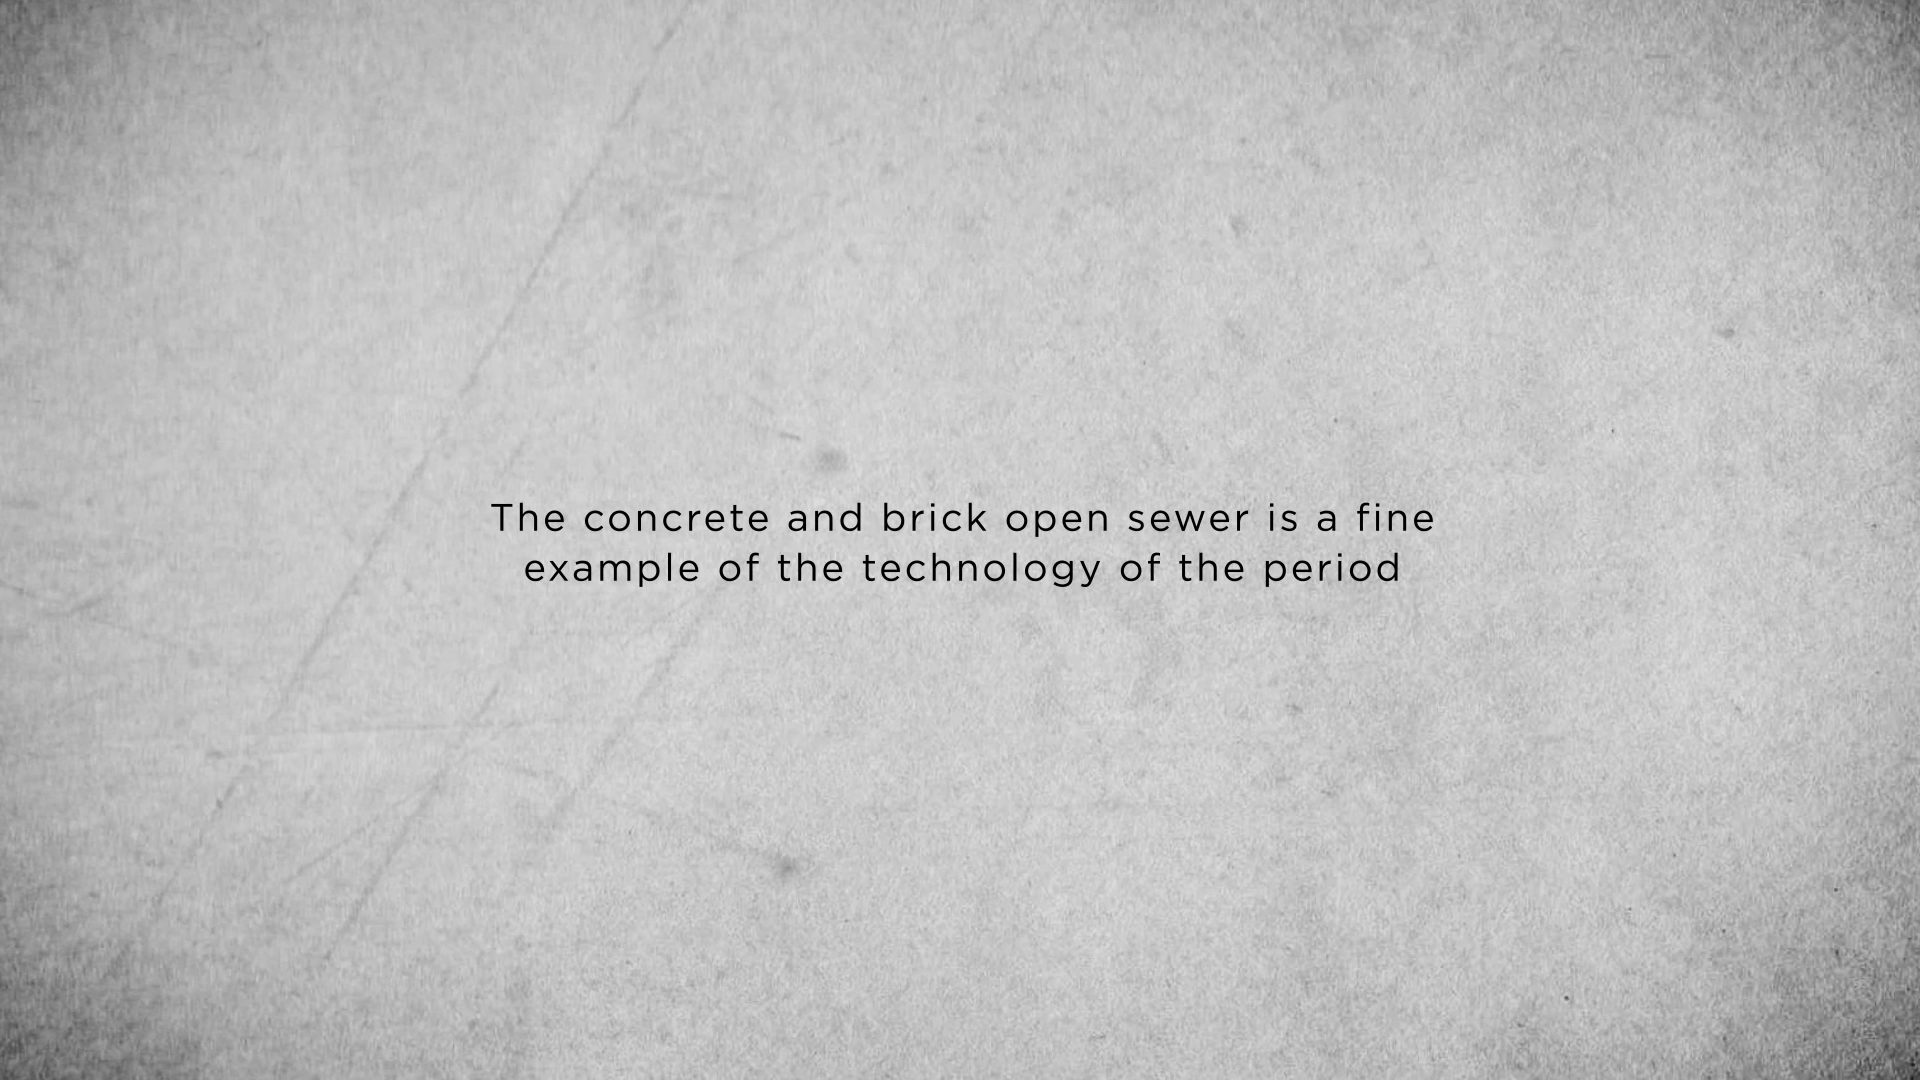 The concrete and brick open sewer is a fine
example of the technology of the period